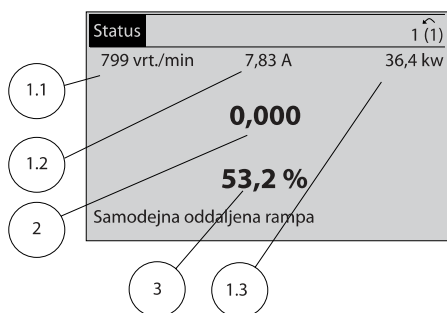 Status 1 (1)
799 vrt./min 7,83 A 36,4 kw
1.1
0,000
1.2
53,2 %
Samodejna oddaljena rampa
2
3 1.3